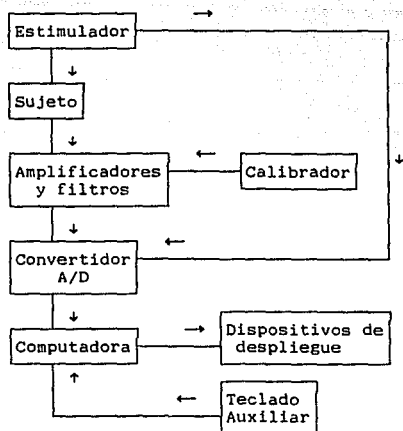 Estimulador
Sujeto
Amplificadores
y filtros
Calibrador
Convertidor
A/D
Computadora
Dispositivos de
despliegue
Teclado
Auxiliar